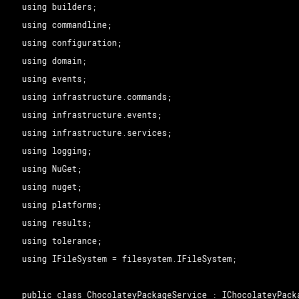 using builders;
using commandline;
using configuration;
using domain;
using events;
using infrastructure.commands;
using infrastructure.events;
using infrastructure.services;
using logging;
using NuGet;
using nuget;
using platforms;
using results;
using tolerance;
using IFileSystem = filesystem.IFileSystem;
public class ChocolateyPackageService : IChocolateyPacka